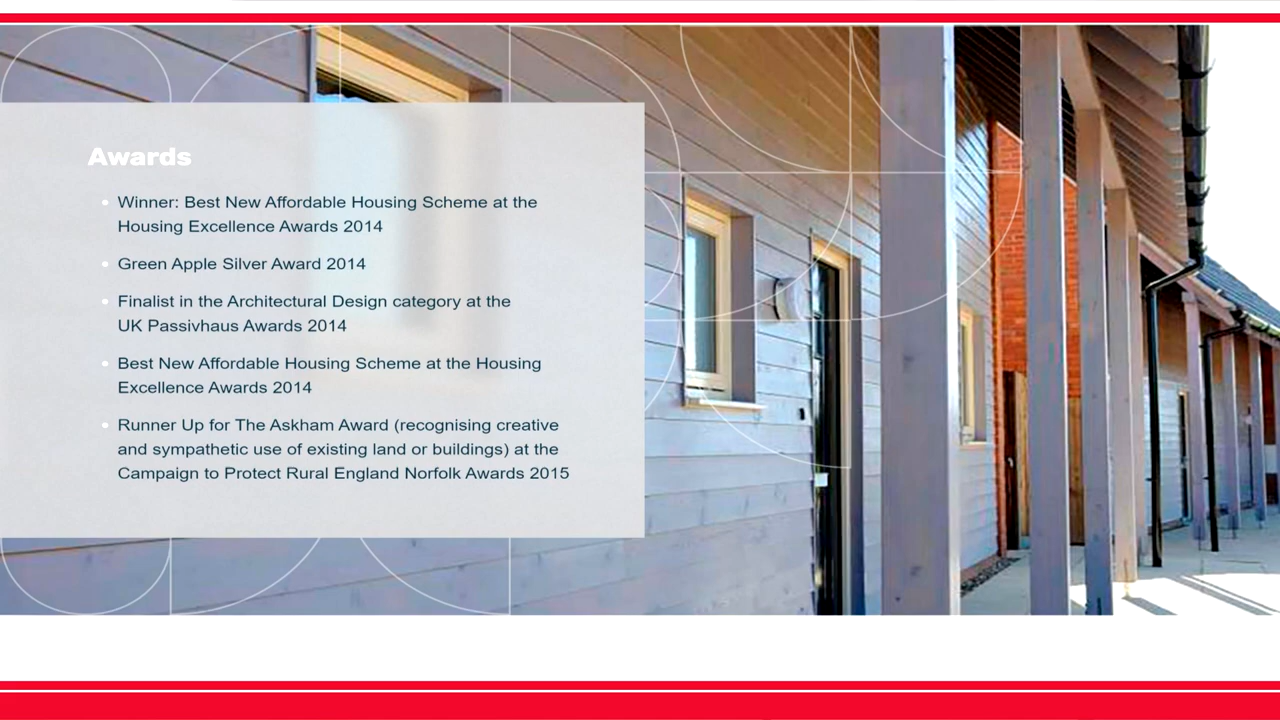 Awards
Winner: Best New Affordable Housing Scheme at the
Housing Excellence Awards 2014
Green Apple Silver Award 2014
Finalist in the Architectural Design category at the
UK Passivhaus Awards 2014
Best New Affordable Housing Scheme at the Housing
Excellence Awards 2014
Runner Up for The Askham Award (recognising creative
and sympathetic use of existing land or buildings) at the
Campaign to Protect Rural England Norfolk Awards 2015